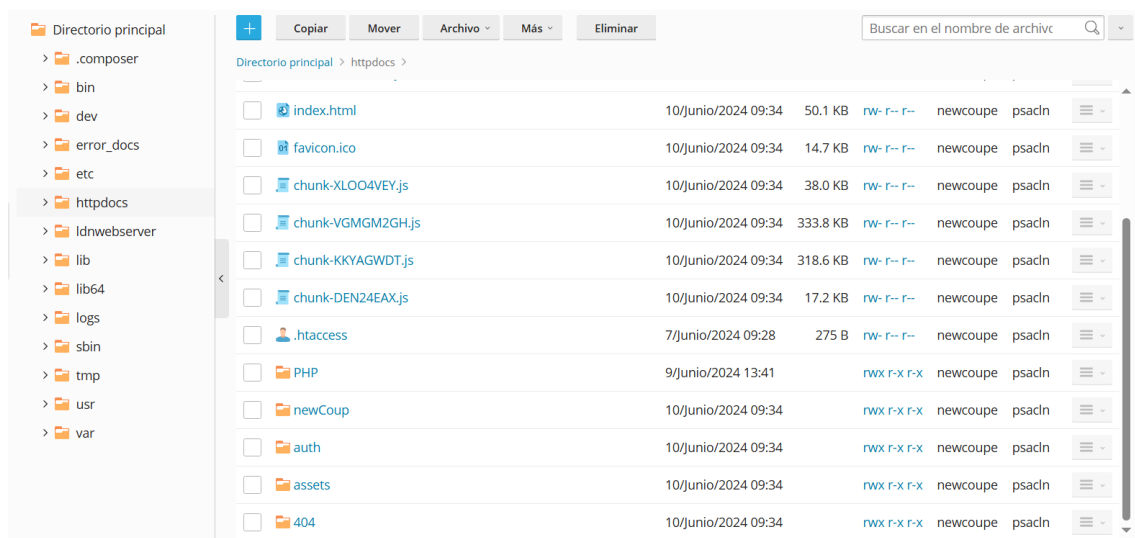 Directorio principal
.composer
bin
dev
error_docs
etc
httpdocs
ldnwebserver
lib
lib64
logs
sbin
tmp
usr
var
+ Copiar Mover Archivo Más Eliminar Buscar en el nombre de archivc
Directorio principal > httpdocs >
index.html 10/Junio/2024 09:34 50.1 KB rw- r-- r-- newcoupe psacln
favicon.ico 10/Junio/2024 09:34 14.7 KB rw- r-- r-- newcoupe psacln
chunk-XLOO4VEY.js 10/Junio/2024 09:34 38.0 KB rw- r-- r-- newcoupe psacln
chunk-VGMGM2GH.js 10/Junio/2024 09:34 333.8 KB rw- r-- r-- newcoupe psacln
chunk-KKYAGWDT.js 10/Junio/2024 09:34 318.6 KB rw- r-- r-- newcoupe psacln
chunk-DEN24EAX.js 10/Junio/2024 09:34 17.2 KB rw- r-- r-- newcoupe psacln
.htaccess 7/Junio/2024 09:28 275 B rw- r-- r-- newcoupe psacln
PHP 9/Junio/2024 13:41 rwx r-x r-x newcoupe psacln
newCoup 10/Junio/2024 09:34 rwx r-x r-x newcoupe psacln
auth 10/Junio/2024 09:34 rwx r-x r-x newcoupe psacln
assets 10/Junio/2024 09:34 rwx r-x r-x newcoupe psacln
404 10/Junio/2024 09:34 rwx r-x r-x newcoupe psacln